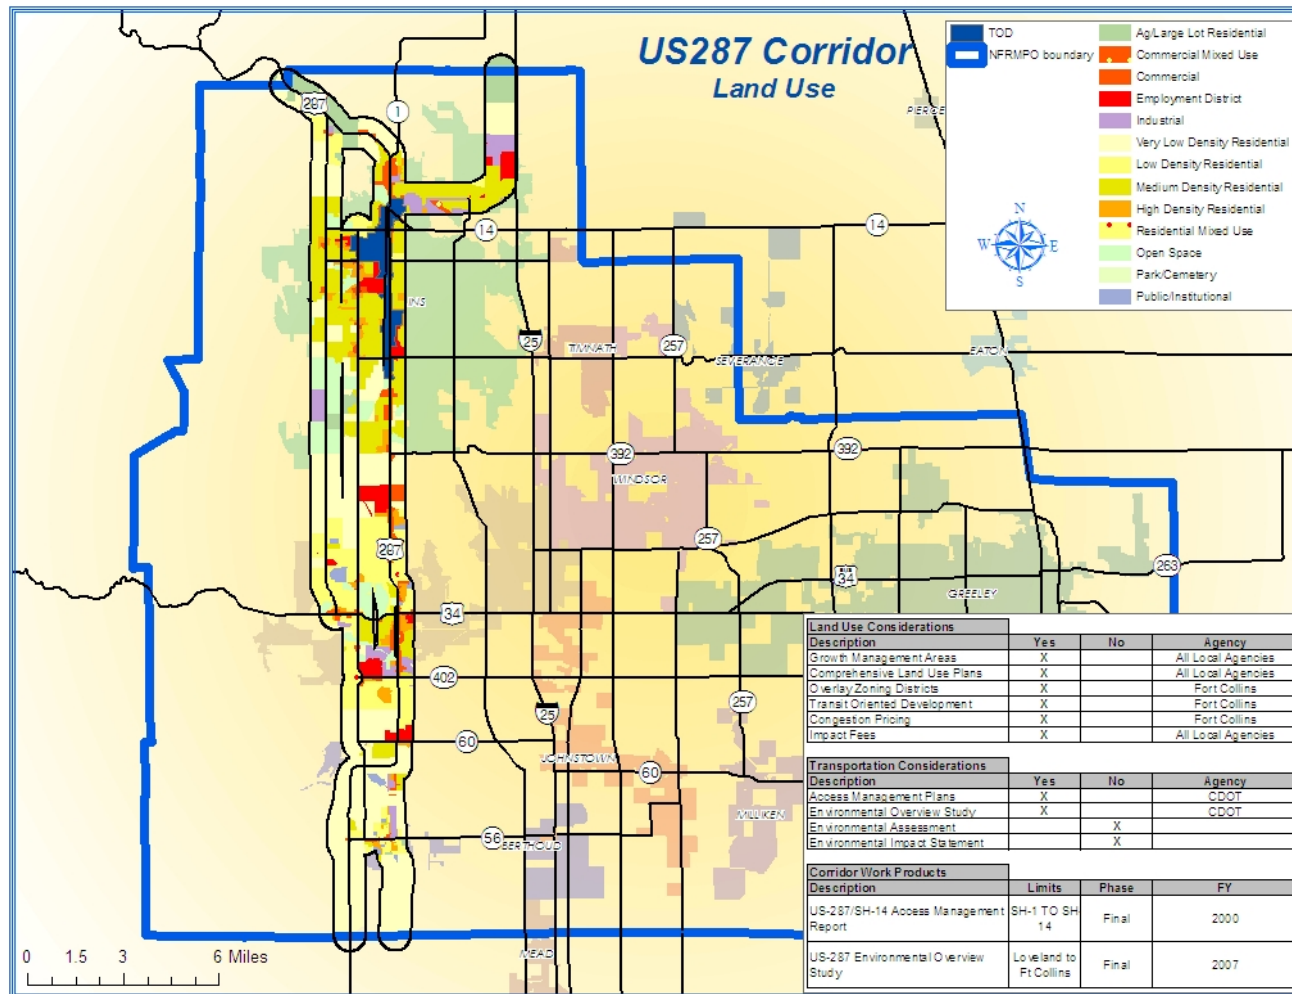 US287 Corridor
Land Use
TOD
NFRMPO boundary
Ag/Large Lot Residential
Commercial Mixed Use
Commercial
Employment District
Industrial
Very Low Density Residential
Low Density Residential
Medium Density Residential
High Density Residential
Residential Mixed Use
Open Space
Park/Cemetery
Public/Institutional
N
W E
S
PIERCE
287
1
14
14
INS
25
TIMNATH
257
SEVERANCE
EATON
392
392
WINDSOR
287
257
263
BUS
34
GREELEY
34
402
257
25
60
JOHNSTOWN
60
MILLIKEN
56
BERTHOUD
MEAD
0 1.5 3 6 Miles
Land Use Considerations
Description Yes No Agency
Growth Management Areas X All Local Agencies
Comprehensive Land Use Plans X All Local Agencies
Overlay Zoning Districts X Fort Collins
Transit Oriented Development X Fort Collins
Congestion Pricing X Fort Collins
Impact Fees X All Local Agencies
Transportation Considerations
Description Yes No Agency
Access Management Plans X CDOT
Environmental Overview Study X CDOT
Environmental Assessment X
Environmental Impact Statement X
Corridor Work Products
Description Limits Phase FY
US-287/SH-14 Access Management Report SH-1 TO SH-14 Final 2000
US-287 Environmental Overview Study Loveland to Ft Collins Final 2007